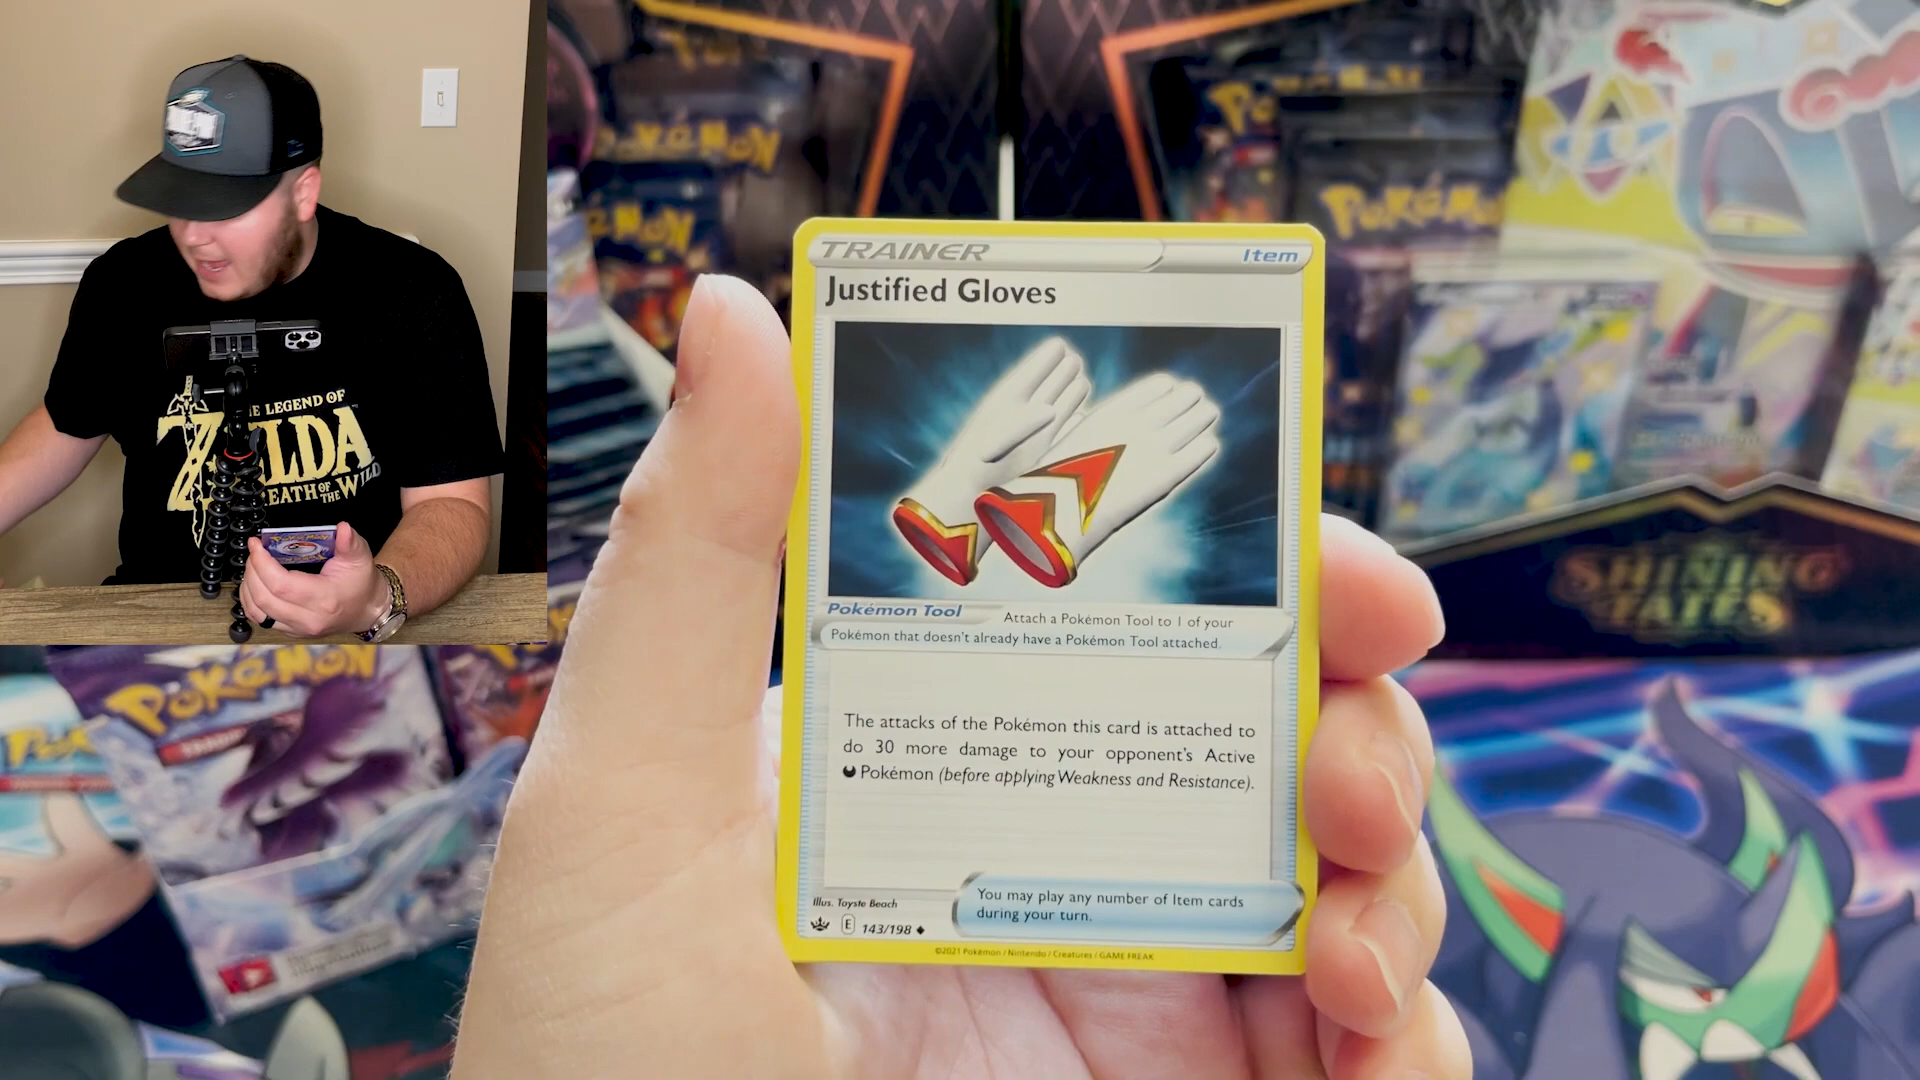 THE LEGEND OF
ZELDA
BREATH OF THE WILD
POKéMON
POKéMON
POKéMON
POKéMON
TRAINER
Item
Justified Gloves
Pokémon Tool
Attach a Pokémon Tool to 1 of your
Pokémon that doesn't already have a Pokémon Tool attached.
The attacks of the Pokémon this card is attached to
do 30 more damage to your opponent's Active
Pokémon (before applying Weakness and Resistance).
Illus. Tayste Beach
You may play any number of Item cards
during your turn.
E 143/198
©2021 Pokémon / Nintendo / Creatures / GAME FREAK
SHINING
FATES